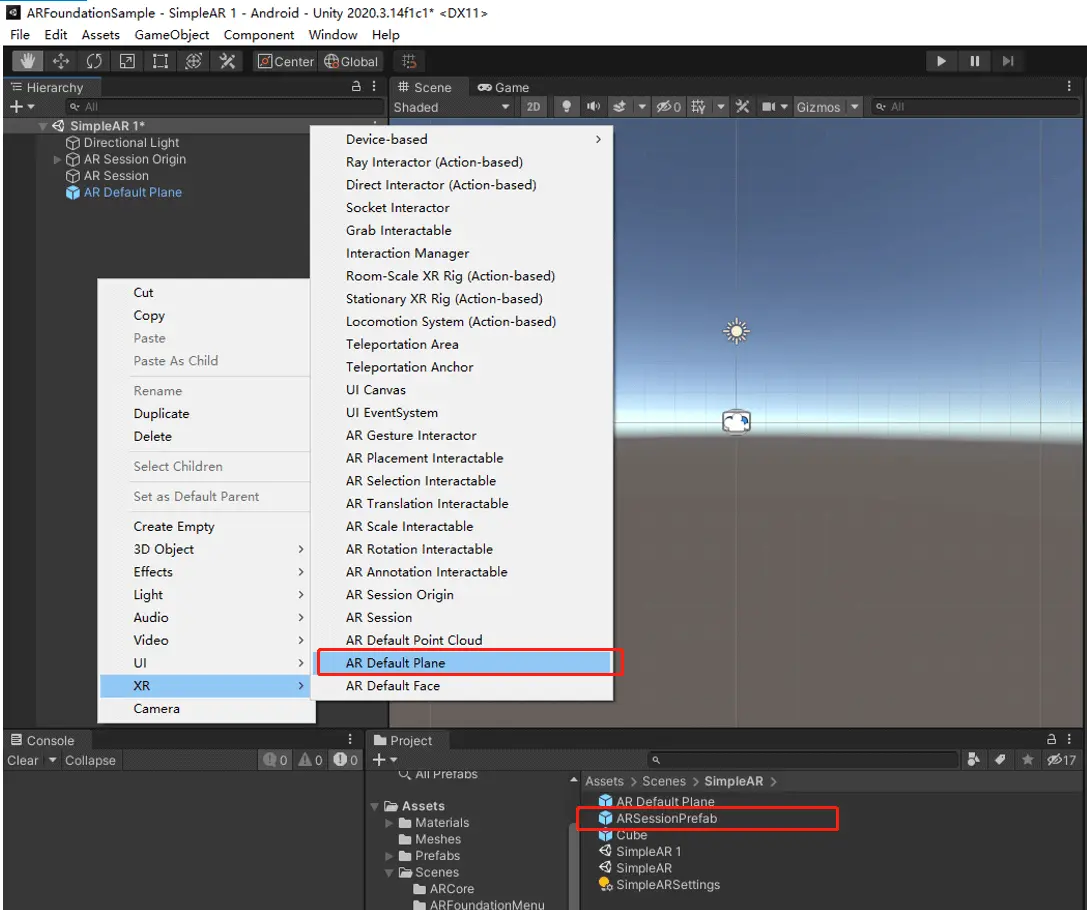 ARFoundationSample - SimpleAR 1 - Android - Unity 2020.3.14f1c1* <DX11>
File Edit Assets GameObject Component Window Help
Center Global
Hierarchy
All
SimpleAR 1*
Directional Light
AR Session Origin
AR Session
AR Default Plane
Scene Game
Shaded 2D 0 Gizmos All
Cut
Copy
Paste
Paste As Child
Rename
Duplicate
Delete
Select Children
Set as Default Parent
Create Empty
3D Object
Effects
Light
Audio
Video
UI
XR
Camera
Device-based
Ray Interactor (Action-based)
Direct Interactor (Action-based)
Socket Interactor
Grab Interactable
Interaction Manager
Room-Scale XR Rig (Action-based)
Stationary XR Rig (Action-based)
Locomotion System (Action-based)
Teleportation Area
Teleportation Anchor
UI Canvas
UI EventSystem
AR Gesture Interactor
AR Placement Interactable
AR Selection Interactable
AR Translation Interactable
AR Scale Interactable
AR Rotation Interactable
AR Annotation Interactable
AR Session Origin
AR Session
AR Default Point Cloud
AR Default Plane
AR Default Face
Console
Clear Collapse 0 0 0
Project
17
All Prefabs
Assets
Materials
Meshes
Prefabs
Scenes
ARCore
ARFoundationMenu
Assets > Scenes > SimpleAR >
AR Default Plane
ARSessionPrefab
Cube
SimpleAR 1
SimpleAR
SimpleARSettings